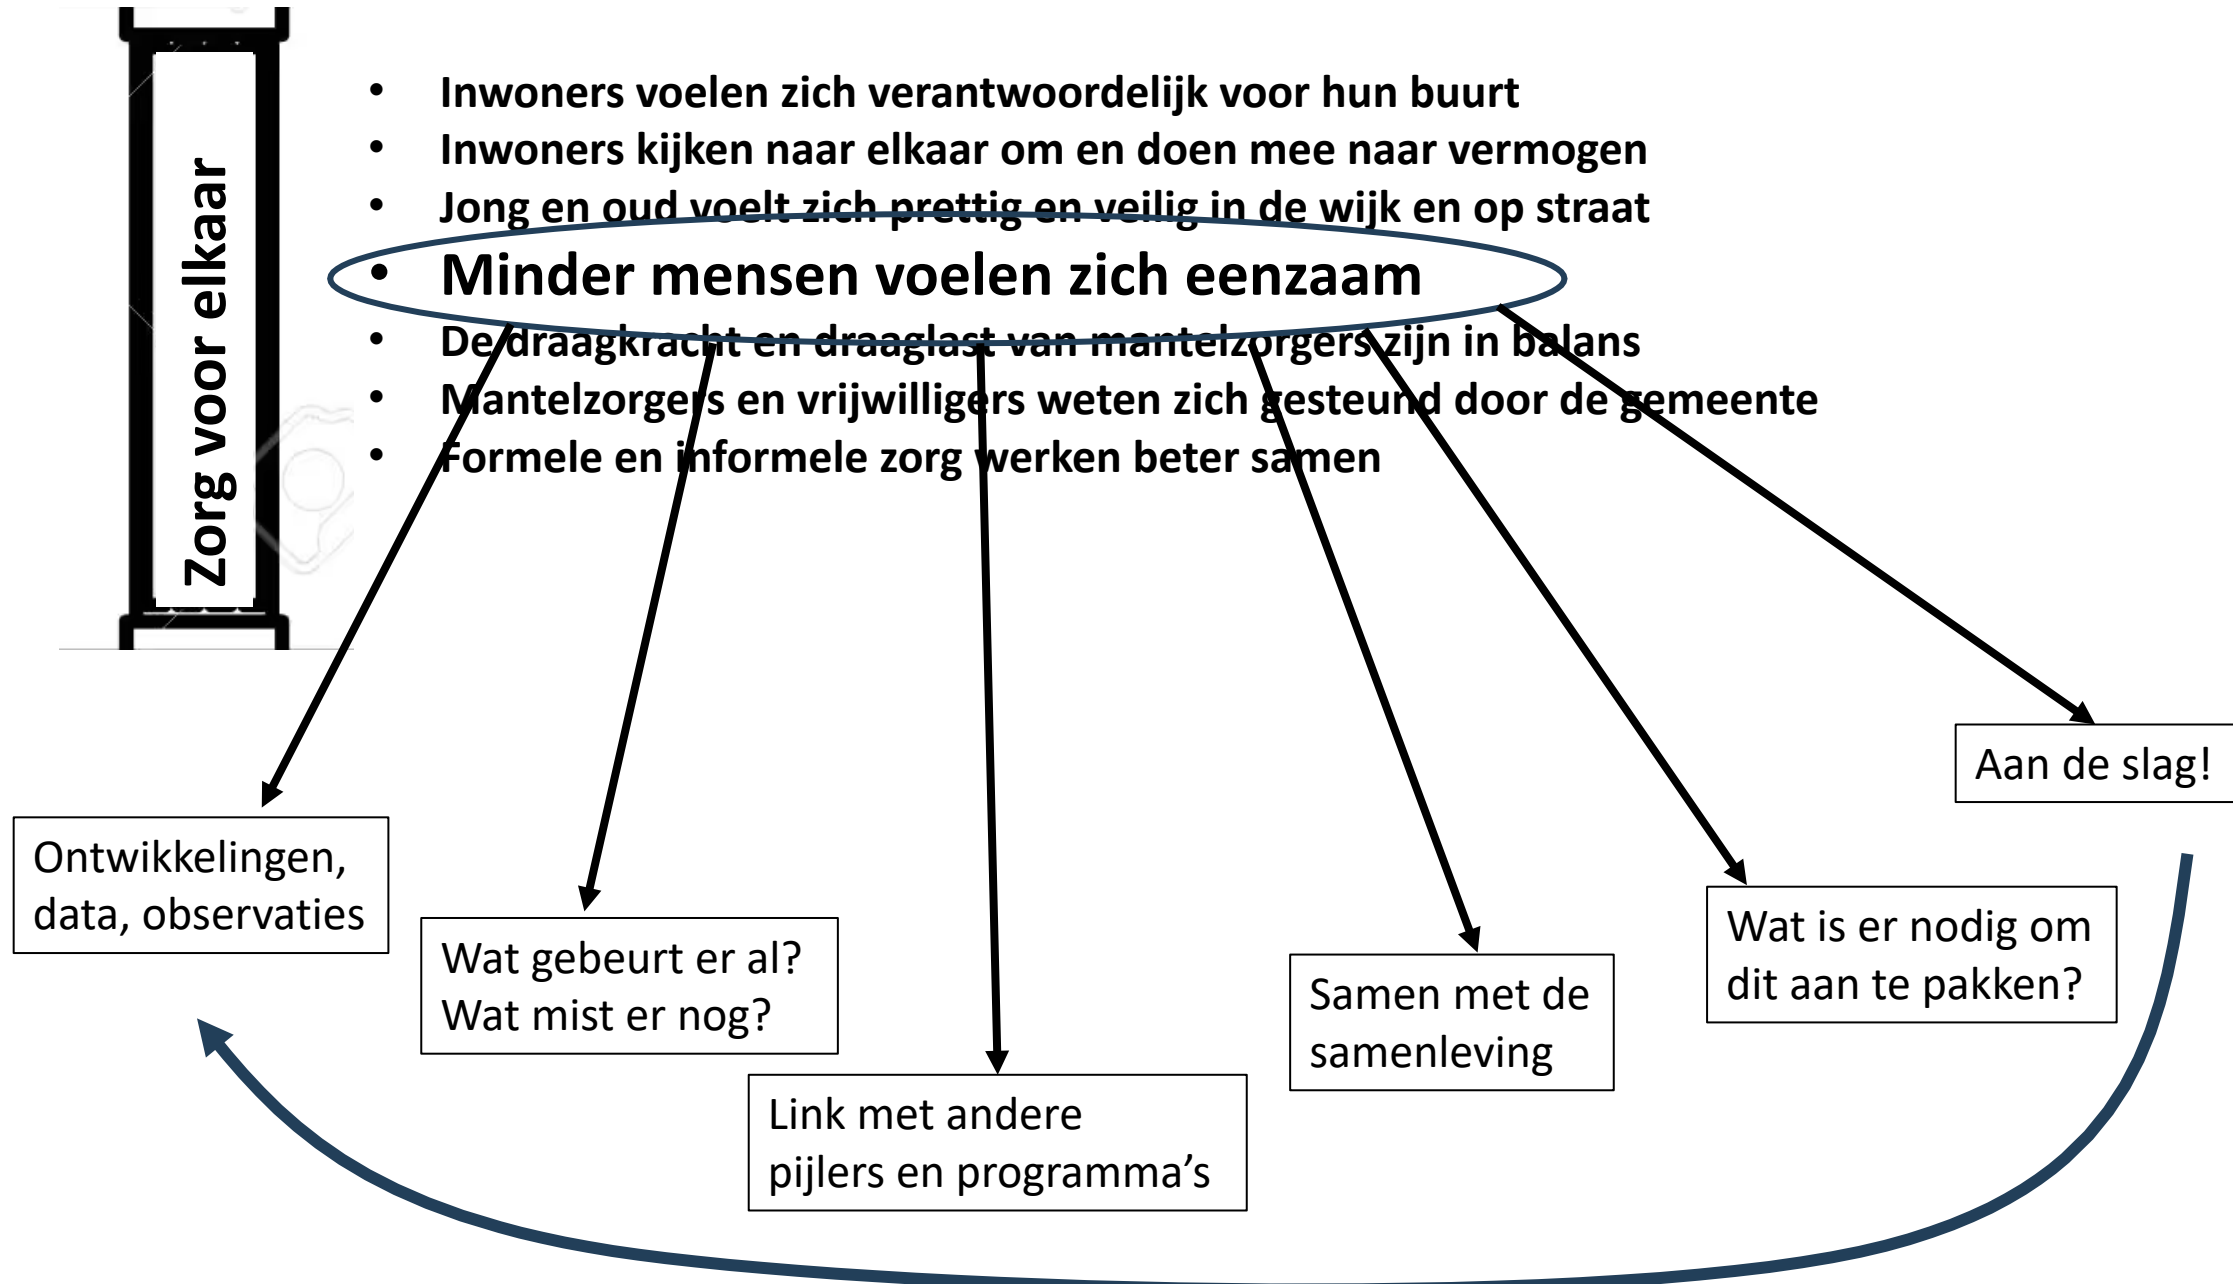 Zorg voor elkaar
• Inwoners voelen zich verantwoordelijk voor hun buurt
• Inwoners kijken naar elkaar om en doen mee naar vermogen
• Jong en oud voelt zich prettig en veilig in de wijk en op straat
• Minder mensen voelen zich eenzaam
• De draagkracht en draaglast van mantelzorgers zijn in balans
• Mantelzorgers en vrijwilligers weten zich gesteund door de gemeente
• Formele en informele zorg werken beter samen
Ontwikkelingen,
data, observaties
Wat gebeurt er al?
Wat mist er nog?
Link met andere
pijlers en programma’s
Samen met de
samenleving
Wat is er nodig om
dit aan te pakken?
Aan de slag!